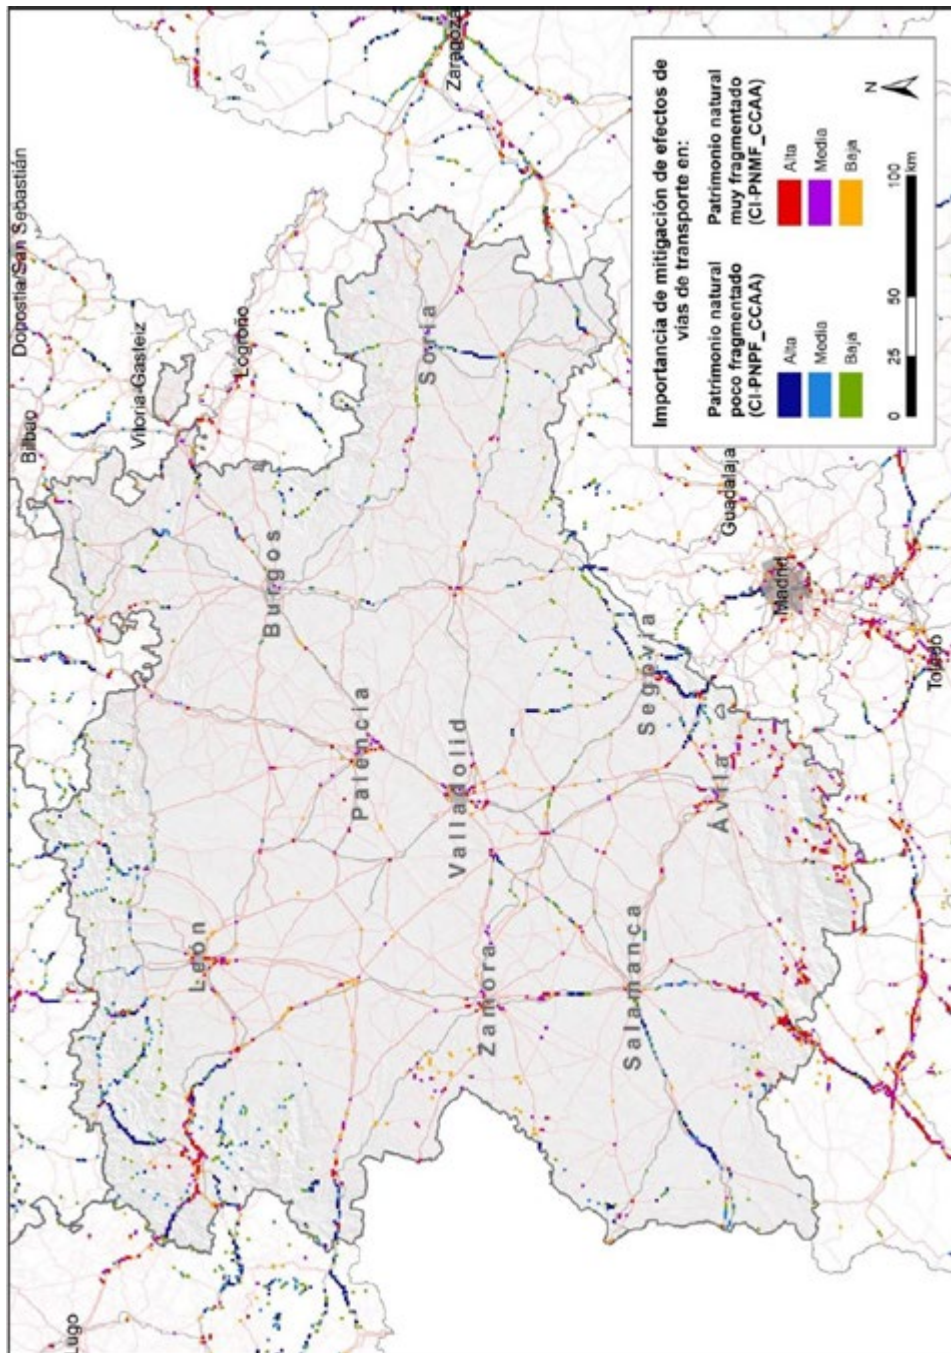 Lugo
Bilbao
Donostia/San Sebastián
Vitoria-Gasteiz
Logroño
León
Burgos
Palencia
Zamora
Valladolid
Soria
Zaragoza
Salamanca
Segovia
Ávila
Guadalaja
Madrid
Toledo
Importancia de mitigación de efectos de
vías de transporte en:
Patrimonio natural
poco fragmentado
(CI-PNPF_CCAA)
Alta
Media
Baja
Patrimonio natural
muy fragmentado
(CI-PNMF_CCAA)
Alta
Media
Baja
0 25 50 100
km
N